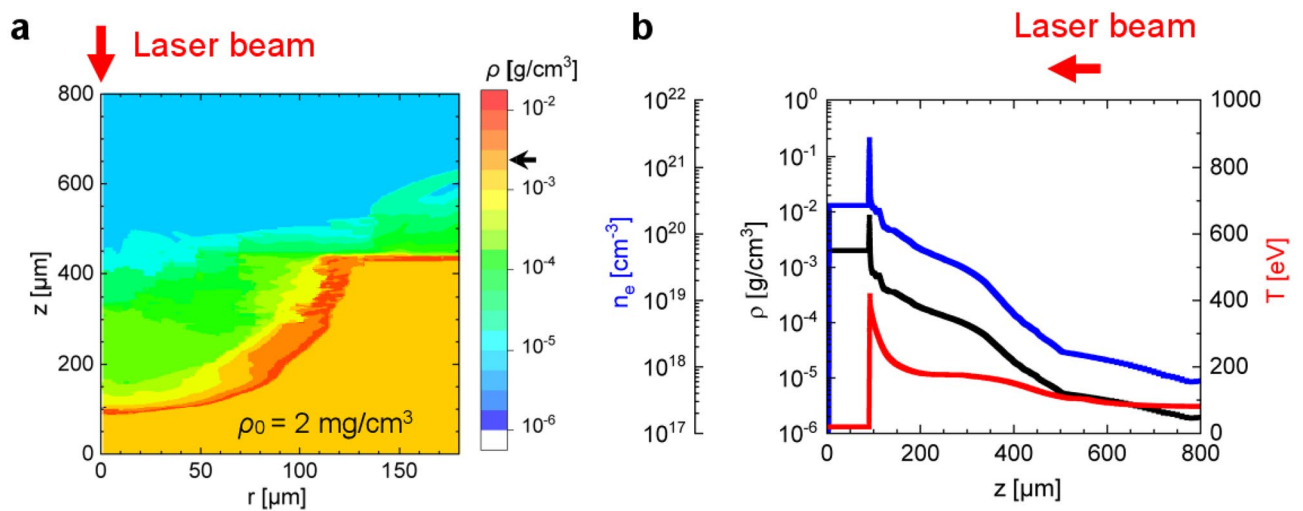 a
Laser beam
ρ [g/cm³]
800
600
400
200
0
z [µm]
0 50 100 150
r [µm]
10⁻²
10⁻³
10⁻⁴
10⁻⁵
10⁻⁶
ρ₀ = 2 mg/cm³
b
Laser beam
10²²
10²¹
10²⁰
10¹⁹
10¹⁸
10¹⁷
nₑ [cm⁻³]
10⁰
10⁻¹
10⁻²
10⁻³
10⁻⁴
10⁻⁵
10⁻⁶
ρ [g/cm³]
0 200 400 600 800
z [µm]
1000
800
600
400
200
0
T [eV]